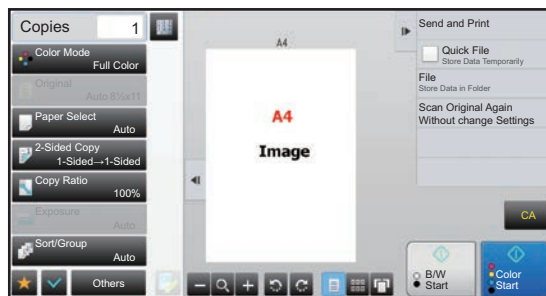 Copies
1
Color Mode
Full Color
Original
Auto 8½x11
Paper Select
Auto
2-Sided Copy
1-Sided→1-Sided
Copy Ratio
100%
Exposure
Auto
Sort/Group
Auto
Others
A4
A4
Image
Send and Print
Quick File
Store Data Temporarily
File
Store Data in Folder
Scan Original Again
Without change Settings
CA
B/W
Start
Color
Start